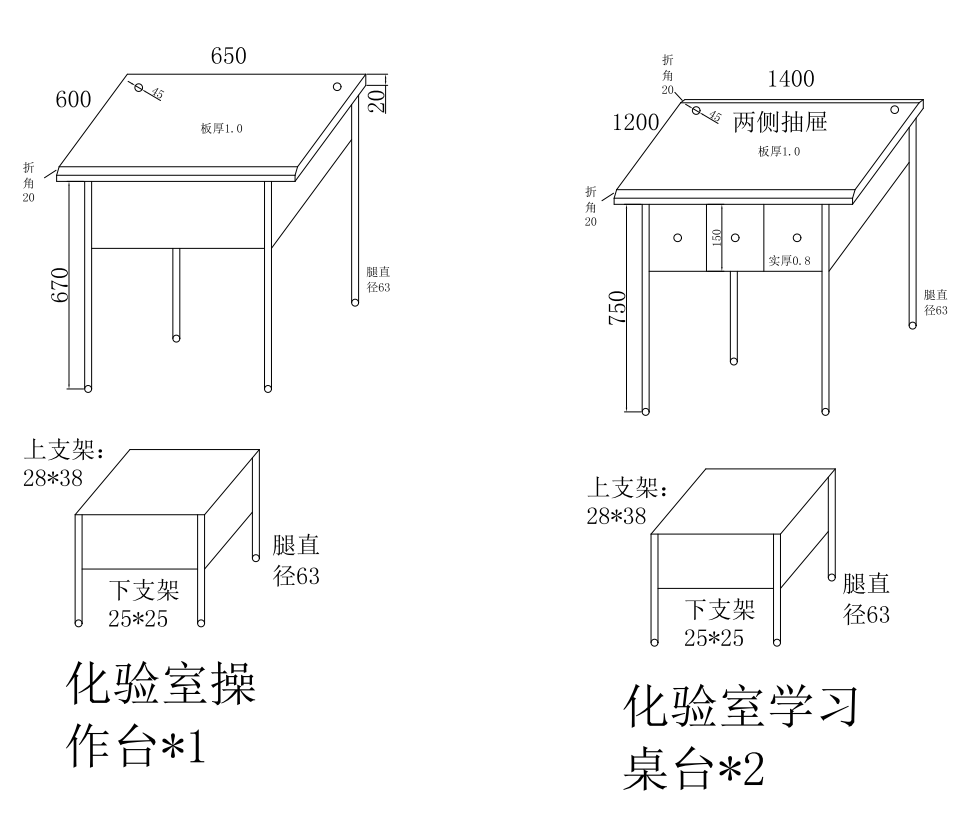 650
600
45
20
板厚1.0
折
角
20
670
腿直
径63
上支架：
28*38
腿直
径63
下支架
25*25
化验室操
作台*1
折
角
20
1400
1200
45
两侧抽屉
板厚1.0
折
角
20
150
实厚0.8
750
腿直
径63
上支架：
28*38
腿直
径63
下支架
25*25
化验室学习
桌台*2